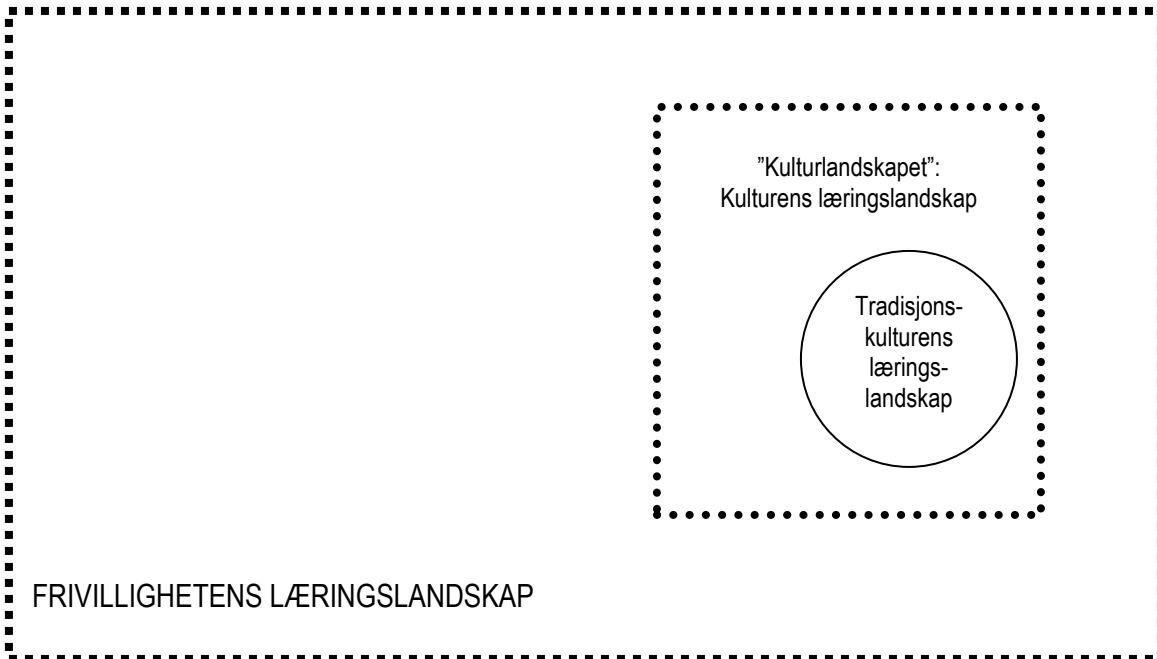 ”Kulturlandskapet”:
Kulturens læringslandskap
Tradisjons-
kulturens
lærings-
landskap
FRIVILLIGHETENS LÆRINGSLANDSKAP